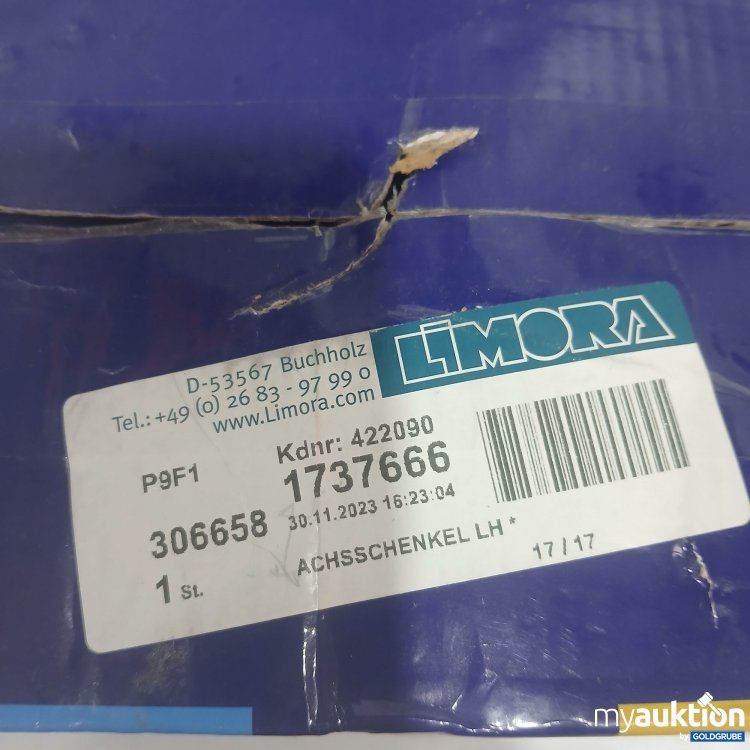 LIMORA
D-53567 Buchholz
Tel.: +49 (0) 26 83 - 97 99 0
www.Limora.com
Kdnr: 422090
P9F1
1737666
306658
30.11.2023 16:23:04
ACHSSCHENKEL LH *
1 St.
17 / 17
myauktion
by GOLDGRUBE